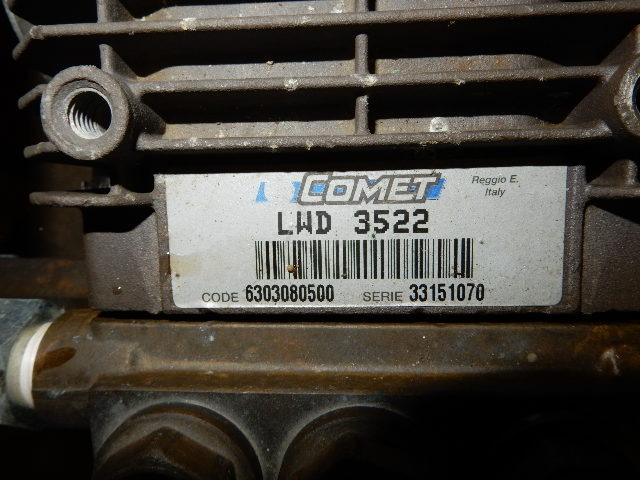 COMET
Reggio E.
Italy
LWD 3522
CODE 6303080500 SERIE 33151070